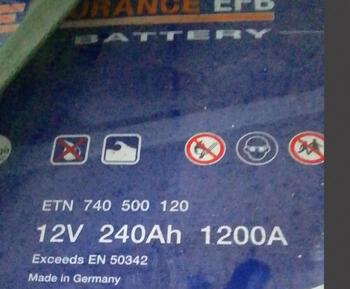 EFB
BATTERY
ETN 740 500 120
12V 240Ah 1200A
Exceeds EN 50342
Made in Germany